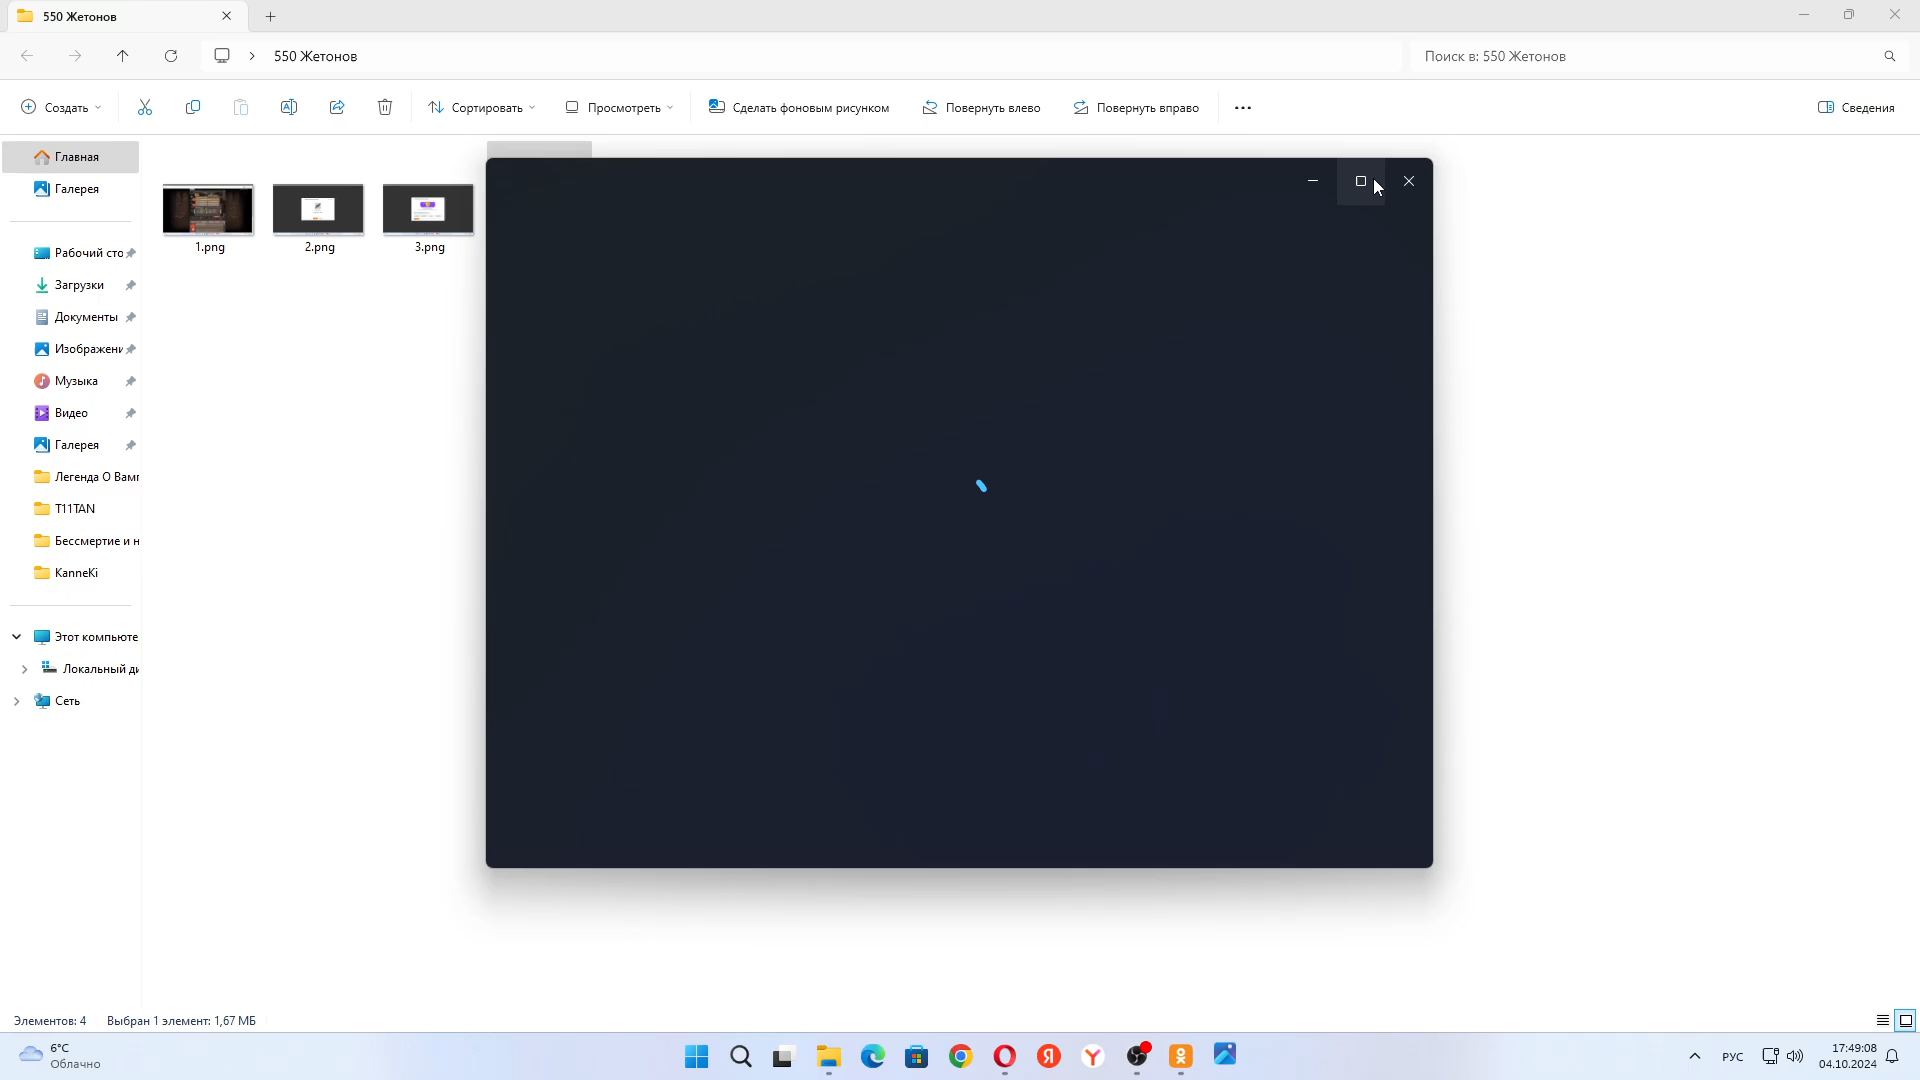 550 Жетонов
550 Жетонов
Поиск в: 550 Жетонов
Создать
Сортировать
Просмотреть
Сделать фоновым рисунком
Повернуть влево
Повернуть вправо
Сведения
Главная
Галерея
Рабочий сто
Загрузки
Документы
Изображени
Музыка
Видео
Галерея
Легенда О Вамп
T11TAN
Бессмертие и н
KanneKi
Этот компьюте
Локальный ди
Сеть
1.png
2.png
3.png
Элементов: 4
Выбран 1 элемент: 1,67 МБ
6°C
Облачно
РУС
17:49:08
04.10.2024